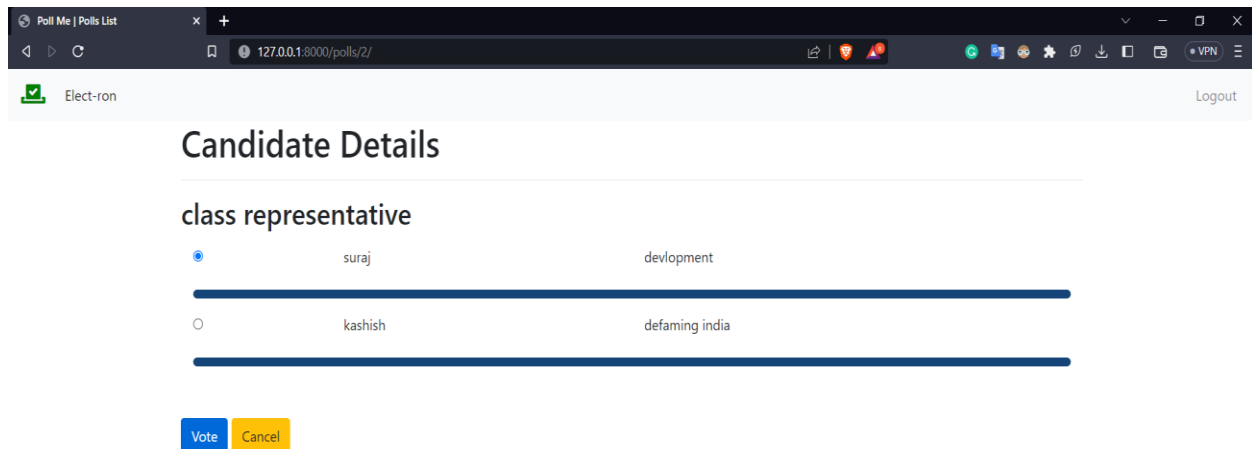 Poll Me | Polls List
127.0.0.1:8000/polls/2/
VPN
Elect-ron
Logout
Candidate Details
class representative
suraj devlopment
kashish defaming india
Vote Cancel